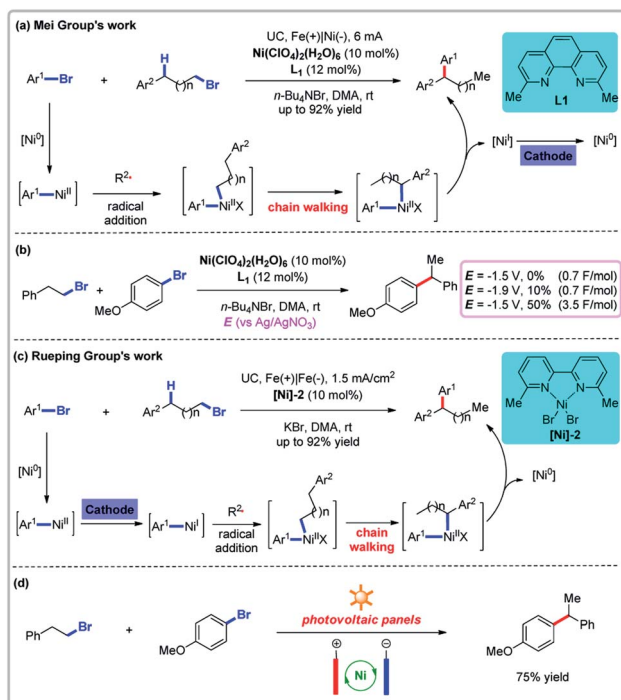 (a) Mei Group's work
UC, Fe(+)|Ni(-), 6 mA
Ni(ClO4)2(H2O)6 (10 mol%)
L1 (12 mol%)
n-Bu4NBr, DMA, rt
up to 92% yield
Ar1 Br
+
H
Ar2 ( )n Br
Ar1
Ar2 ( )n Me
N N
Me Me
L1
[Ni0]
[NiI] [Ni0]
Cathode
[Ar1 NiII]
R2•
radical
addition
Ar2
( )n
Ar1 NiIIX
chain walking
( )n Ar2
Ar1 NiIIX
(b)
Ni(ClO4)2(H2O)6 (10 mol%)
L1 (12 mol%)
n-Bu4NBr, DMA, rt
E (vs Ag/AgNO3)
Ph Br
+
Br
MeO
Me
Ph
MeO
E = -1.5 V, 0% (0.7 F/mol)
E = -1.9 V, 10% (0.7 F/mol)
E = -1.5 V, 50% (3.5 F/mol)
(c) Rueping Group's work
UC, Fe(+)|Fe(-), 1.5 mA/cm2
[Ni]-2 (10 mol%)
KBr, DMA, rt
up to 92% yield
Ar1 Br
+
H
Ar2 ( )n Br
Ar1
Ar2 ( )n Me
N N
Me Ni Me
Br Br
[Ni]-2
[Ni0]
[Ni0]
[Ar1 NiII]
Cathode
[Ar1 NiI]
R2•
radical
addition
Ar2
( )n
Ar1 NiIIX
chain
walking
( )n Ar2
Ar1 NiIIX
(d)
photovoltaic panels
Ph Br
+
Br
MeO
+ −
Ni
Me
Ph
MeO
75% yield